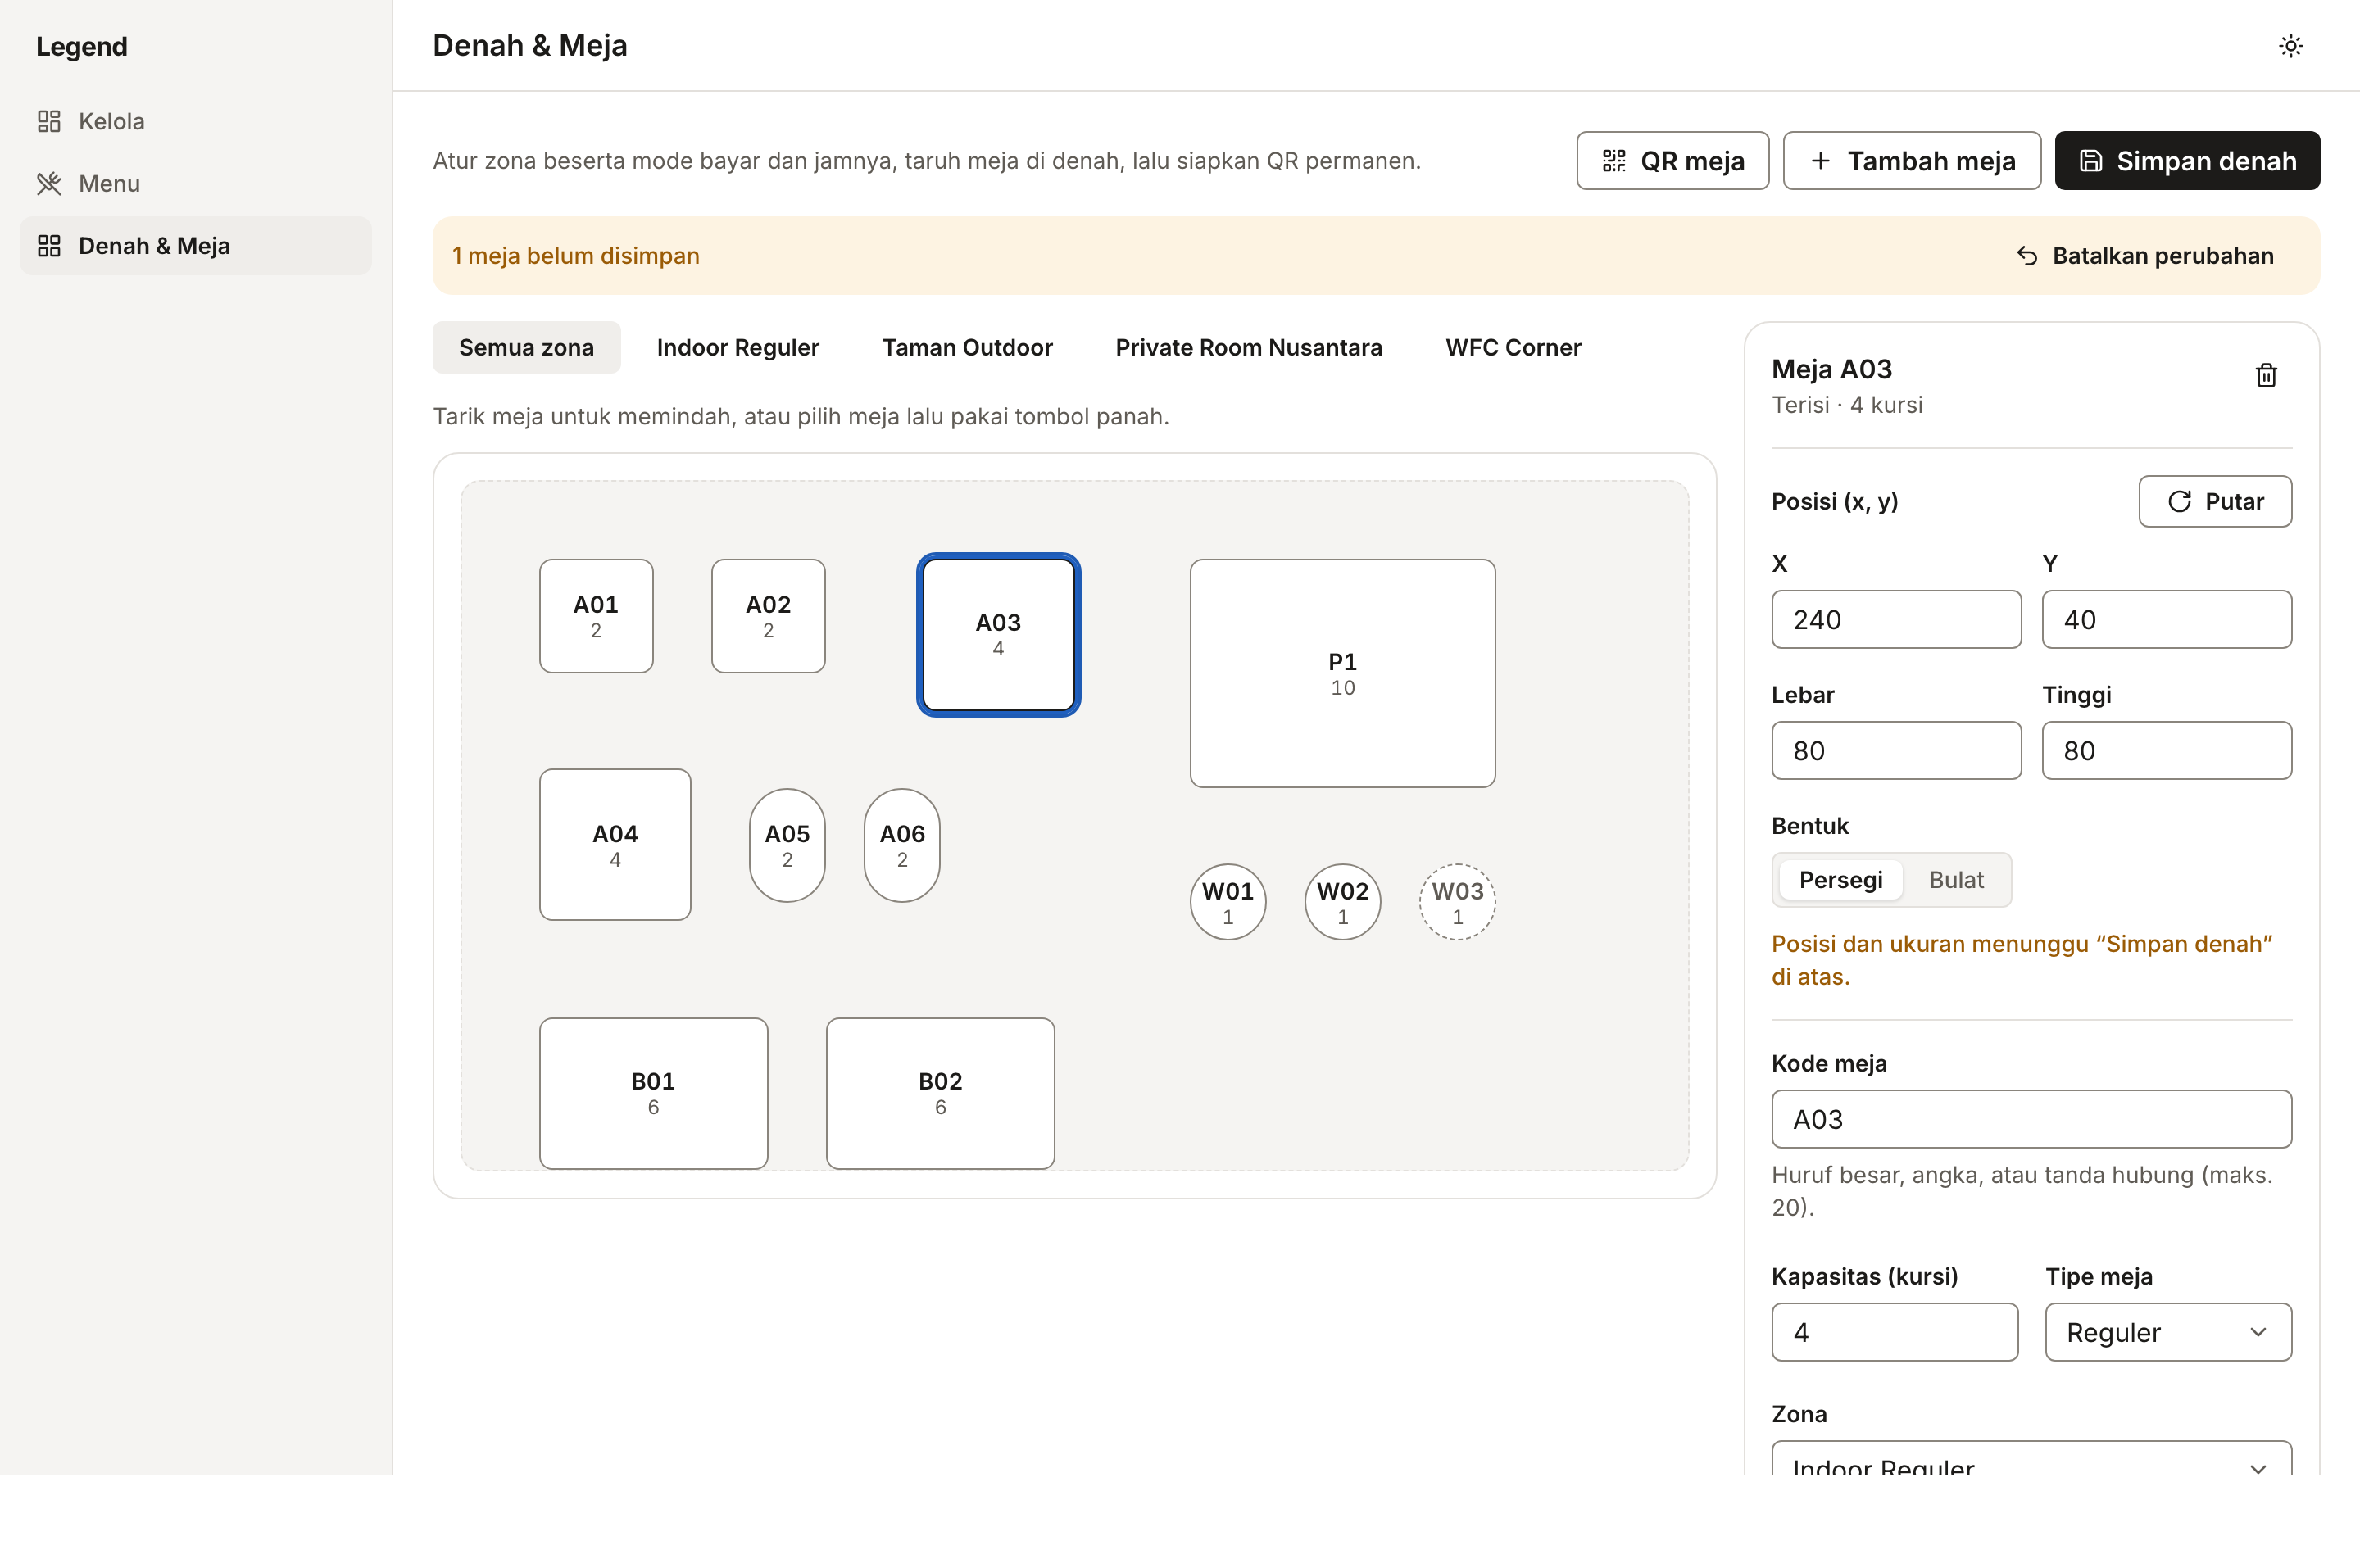 Legend
Kelola
Menu
Denah & Meja
Denah & Meja
Atur zona beserta mode bayar dan jamnya, taruh meja di denah, lalu siapkan QR permanen.
QR meja
Tambah meja
Simpan denah
1 meja belum disimpan
Batalkan perubahan
Semua zona
Indoor Reguler
Taman Outdoor
Private Room Nusantara
WFC Corner
Tarik meja untuk memindah, atau pilih meja lalu pakai tombol panah.
A01
2
A02
2
A03
4
P1
10
A04
4
A05
2
A06
2
W01
1
W02
1
W03
1
B01
6
B02
6
Meja A03
Terisi · 4 kursi
Posisi (x, y)
Putar
X
Y
240
40
Lebar
Tinggi
80
80
Bentuk
Persegi
Bulat
Posisi dan ukuran menunggu “Simpan denah”
di atas.
Kode meja
A03
Huruf besar, angka, atau tanda hubung (maks.
20).
Kapasitas (kursi)
Tipe meja
4
Reguler
Zona
Indoor Reguler